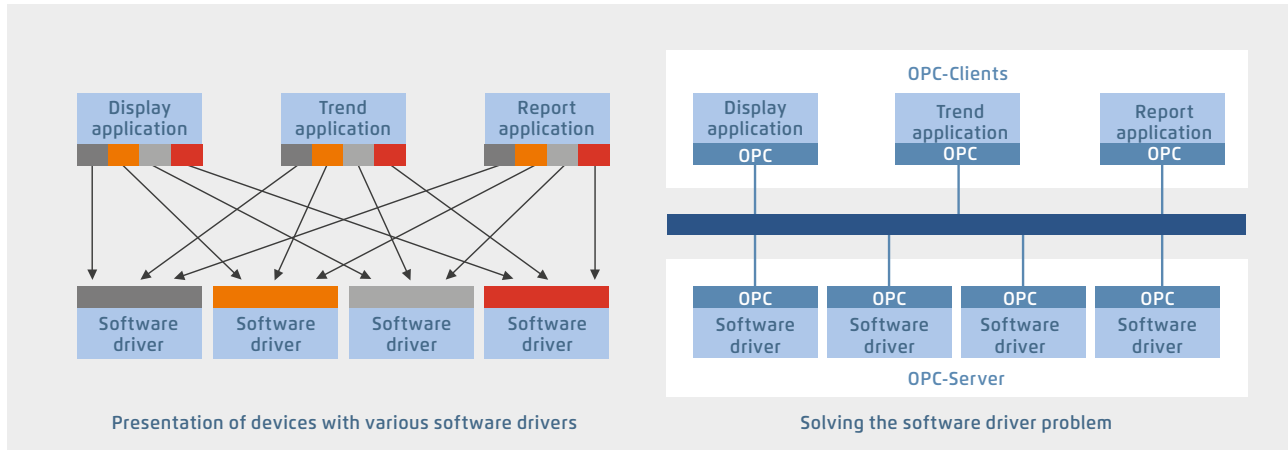 Display
application
Trend
application
Report
application
Software
driver
Software
driver
Software
driver
Software
driver
Presentation of devices with various software drivers
OPC-Clients
Display
application
OPC
Trend
application
OPC
Report
application
OPC
OPC
Software
driver
OPC
Software
driver
OPC
Software
driver
OPC
Software
driver
OPC-Server
Solving the software driver problem